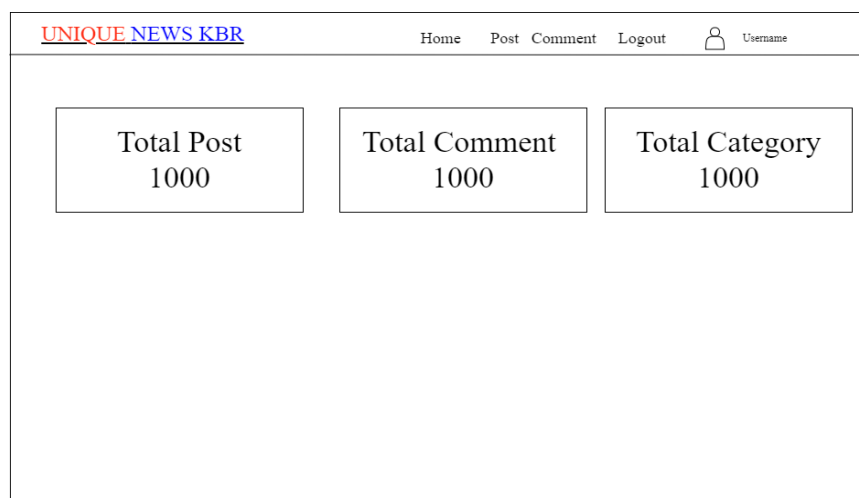 UNIQUE NEWS KBR
Home Post Comment Logout Username
Total Post
1000
Total Comment
1000
Total Category
1000